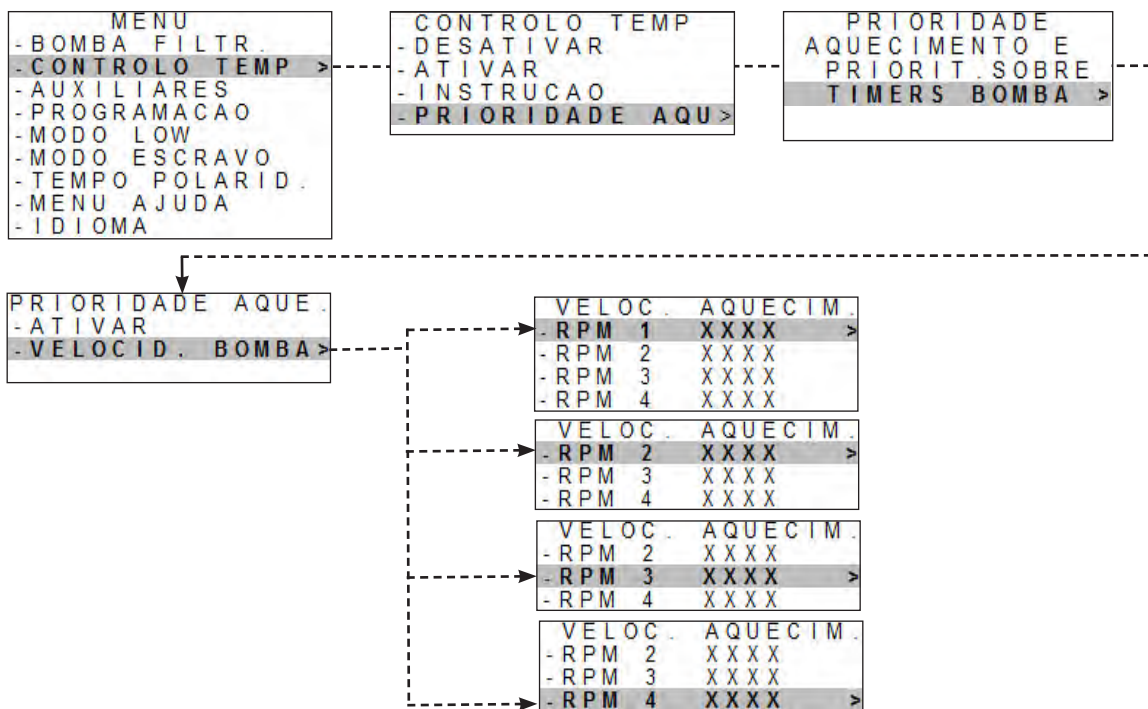 MENU
-BOMBA FILTR.
-CONTROLO TEMP >
-AUXILIARES
-PROGRAMACAO
-MODO LOW
-MODO ESCRAVO
-TEMPO POLARID.
-MENU AJUDA
-IDIOMA
CONTROLO TEMP
-DESATIVAR
-ATIVAR
-INSTRUCAO
-PRIORIDADE AQU>
PRIORIDADE
AQUECIMENTO E
PRIORIT.SOBRE
TIMERS BOMBA >
PRIORIDADE AQUE.
-ATIVAR
-VELOCID. BOMBA>
VELOC. AQUECIM.
-RPM 1 XXXX >
-RPM 2 XXXX
-RPM 3 XXXX
-RPM 4 XXXX
VELOC. AQUECIM.
-RPM 2 XXXX >
-RPM 3 XXXX
-RPM 4 XXXX
VELOC. AQUECIM.
-RPM 2 XXXX
-RPM 3 XXXX >
-RPM 4 XXXX
VELOC. AQUECIM.
-RPM 2 XXXX
-RPM 3 XXXX
-RPM 4 XXXX >